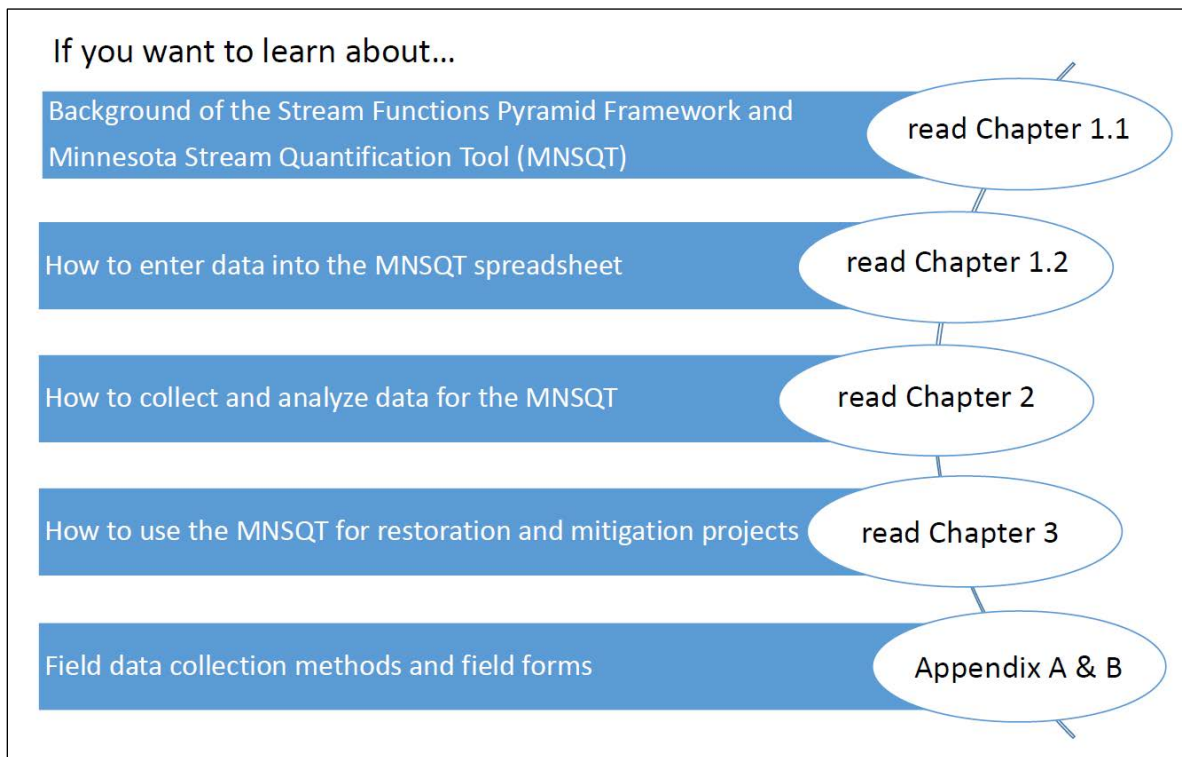 If you want to learn about...
Background of the Stream Functions Pyramid Framework and
Minnesota Stream Quantification Tool (MNSQT)
read Chapter 1.1
How to enter data into the MNSQT spreadsheet
read Chapter 1.2
How to collect and analyze data for the MNSQT
read Chapter 2
How to use the MNSQT for restoration and mitigation projects
read Chapter 3
Field data collection methods and field forms
Appendix A & B